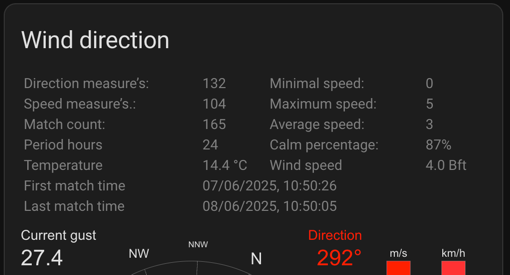 Wind direction
Direction measure's: 132 Minimal speed: 0
Speed measure's.: 104 Maximum speed: 5
Match count: 165 Average speed: 3
Period hours 24 Calm percentage: 87%
Temperature 14.4 °C Wind speed 4.0 Bft
First match time 07/06/2025, 10:50:26
Last match time 08/06/2025, 10:50:05
Current gust Direction
27.4 NW NNW N 292° m/s km/h